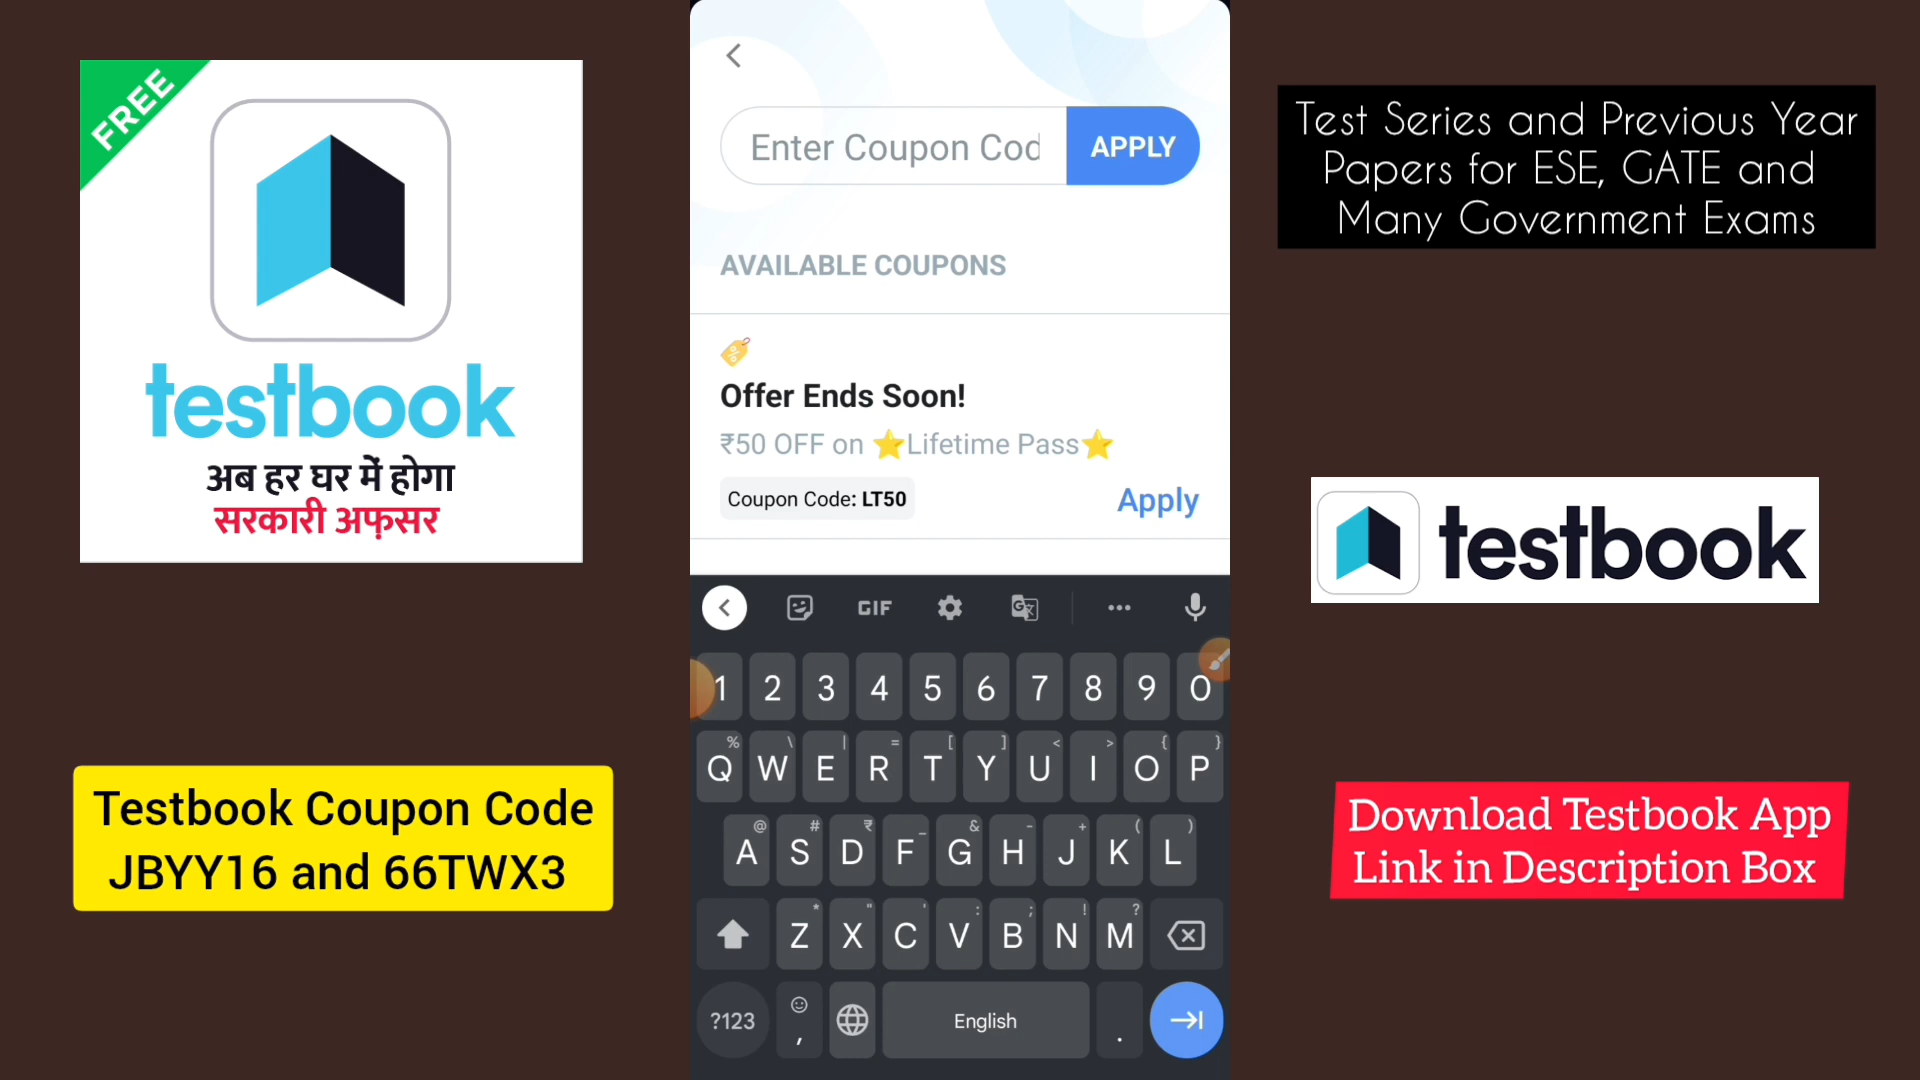 FREE
testbook
अब हर घर में होगा
सरकारी अफ़सर
Testbook Coupon Code
JBYY16 and 66TWX3
Enter Coupon Cod
APPLY
AVAILABLE COUPONS
Offer Ends Soon!
₹50 OFF on ⭐Lifetime Pass⭐
Coupon Code: LT50
Apply
GIF
G
1 2 3 4 5 6 7 8 9 0
% \ | = [ ] < > { }
Q W E R T Y U I O P
@ # ₹ _ & - + ( )
A S D F G H J K L
* " ' : ; ! ?
Z X C V B N M
?123 , English .
Test Series and Previous Year
Papers for ESE, GATE and
Many Government Exams
testbook
Download Testbook App
Link in Description Box